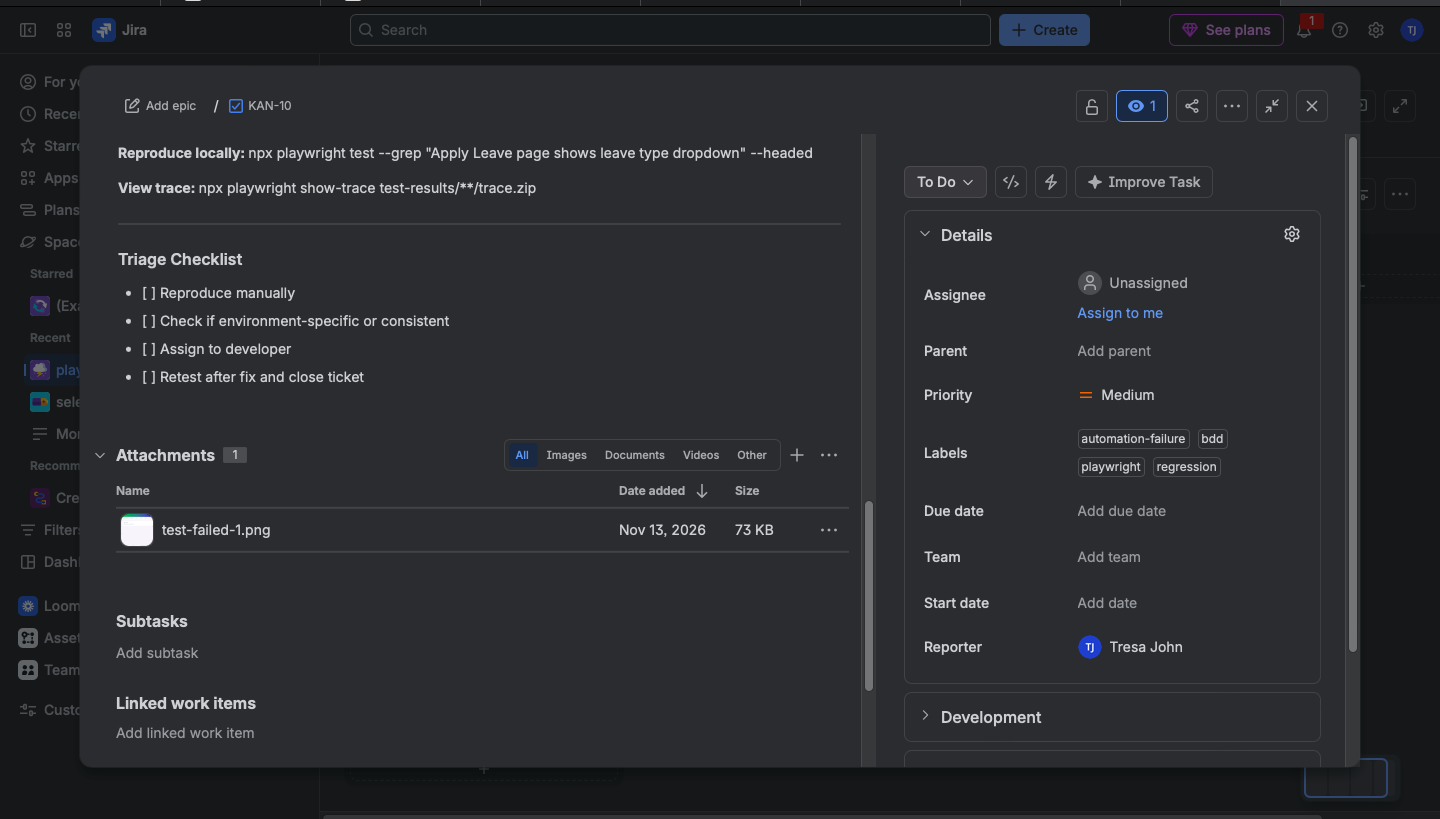 Jira
Search
Create
See plans
1
TJ
For yo
Rece
Starre
Apps
Plans
Spac
Starred
(Exa
Recent
play
sele
Mor
Recomm
Cre
Filters
Dash
Loom
Asset
Team
Custo
Add epic / KAN-10
1
Reproduce locally: npx playwright test --grep "Apply Leave page shows leave type dropdown" --headed
View trace: npx playwright show-trace test-results/**/trace.zip
Triage Checklist
• [ ] Reproduce manually
• [ ] Check if environment-specific or consistent
• [ ] Assign to developer
• [ ] Retest after fix and close ticket
Attachments 1
All Images Documents Videos Other
Name Date added Size
test-failed-1.png Nov 13, 2026 73 KB
Subtasks
Add subtask
Linked work items
Add linked work item
To Do
Improve Task
Details
Assignee Unassigned
Assign to me
Parent Add parent
Priority Medium
Labels automation-failure bdd
playwright regression
Due date Add due date
Team Add team
Start date Add date
Reporter TJ Tresa John
Development